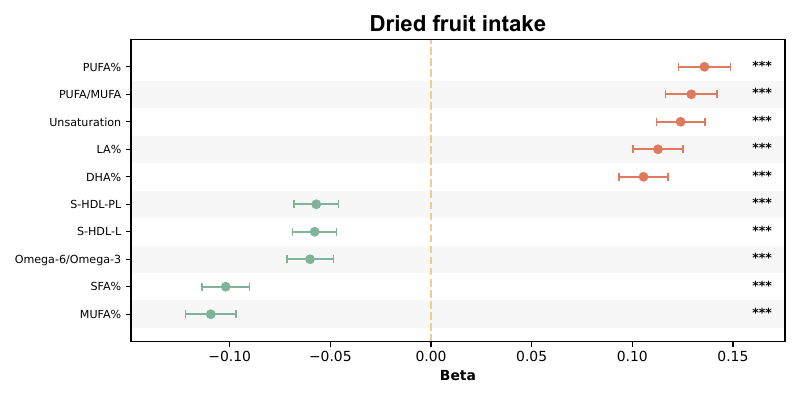 Dried fruit intake
PUFA% ***
PUFA/MUFA ***
Unsaturation ***
LA% ***
DHA% ***
S-HDL-PL ***
S-HDL-L ***
Omega-6/Omega-3 ***
SFA% ***
MUFA% ***
−0.10 −0.05 0.00 0.05 0.10 0.15
Beta